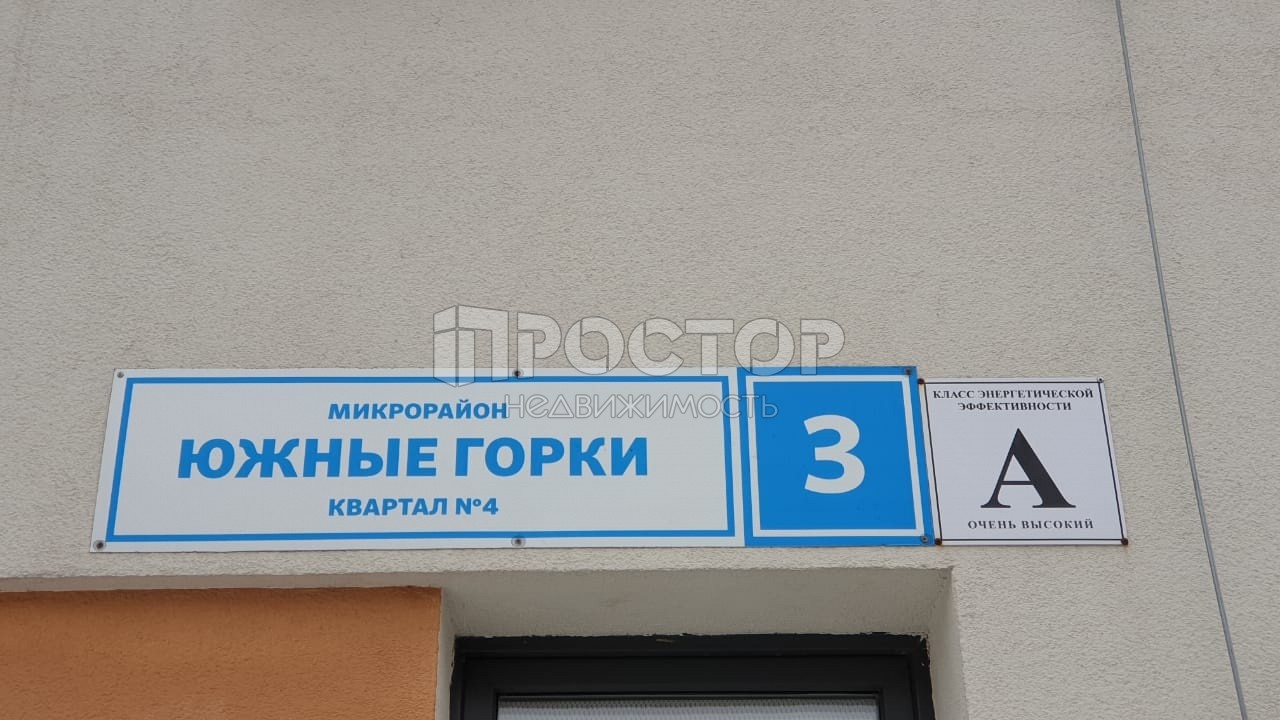 ПРОСТОР
НЕДВИЖИМОСТЬ
МИКРОРАЙОН
ЮЖНЫЕ ГОРКИ
КВАРТАЛ №4
3
КЛАСС ЭНЕРГЕТИЧЕСКОЙ
ЭФФЕКТИВНОСТИ
А
ОЧЕНЬ ВЫСОКИЙ